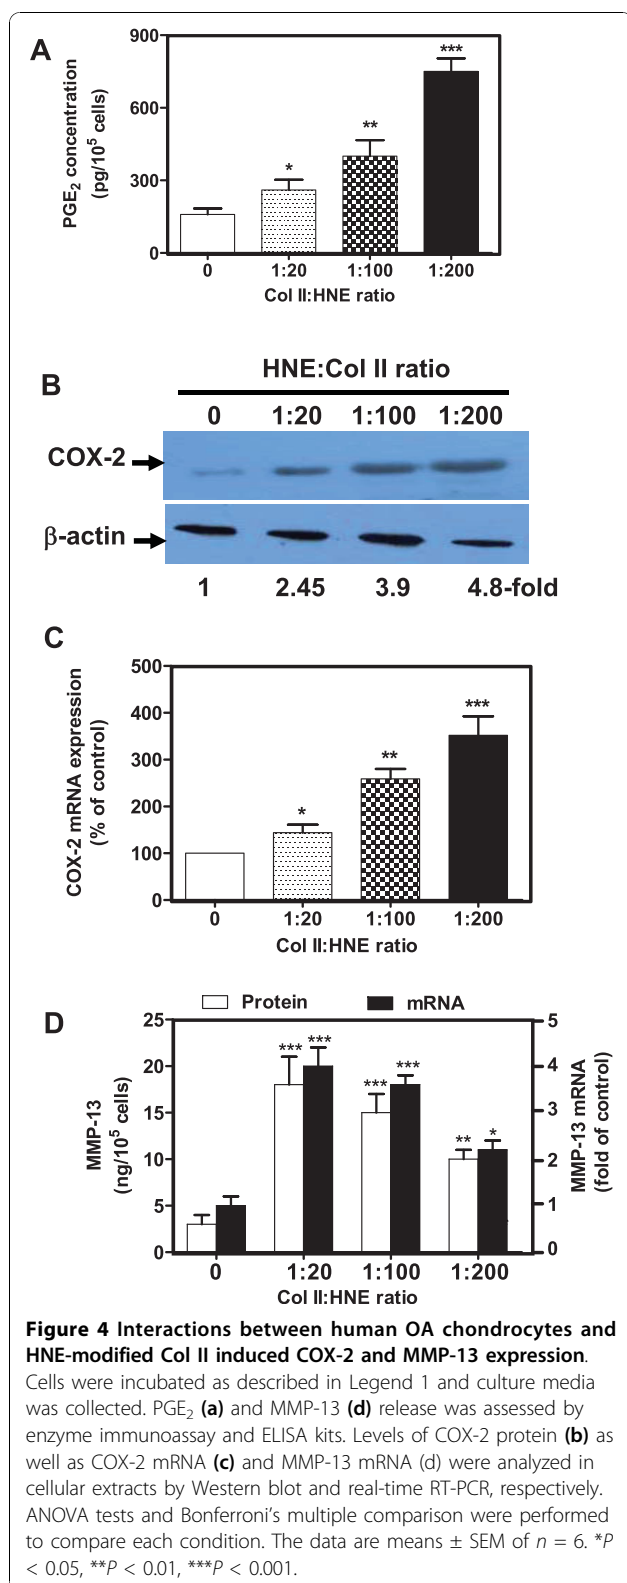 A
PGE2 concentration
(pg/10^5 cells)
900
600
300
0
*
**
***
0 1:20 1:100 1:200
Col II:HNE ratio
B
HNE:Col II ratio
0 1:20 1:100 1:200
COX-2
β-actin
1 2.45 3.9 4.8-fold
C
COX-2 mRNA expression
(% of control)
500
400
300
200
100
0
*
**
***
0 1:20 1:100 1:200
Col II:HNE ratio
D
Protein mRNA
MMP-13
(ng/10^5 cells)
25
20
15
10
5
0
*** ***
*** ***
** *
5
4
3
2
1
0
MMP-13 mRNA
(fold of control)
0 1:20 1:100 1:200
Col II:HNE ratio
Figure 4 Interactions between human OA chondrocytes and
HNE-modified Col II induced COX-2 and MMP-13 expression.
Cells were incubated as described in Legend 1 and culture media
was collected. PGE2 (a) and MMP-13 (d) release was assessed by
enzyme immunoassay and ELISA kits. Levels of COX-2 protein (b) as
well as COX-2 mRNA (c) and MMP-13 mRNA (d) were analyzed in
cellular extracts by Western blot and real-time RT-PCR, respectively.
ANOVA tests and Bonferroni's multiple comparison were performed
to compare each condition. The data are means ± SEM of n = 6. *P
< 0.05, **P < 0.01, ***P < 0.001.